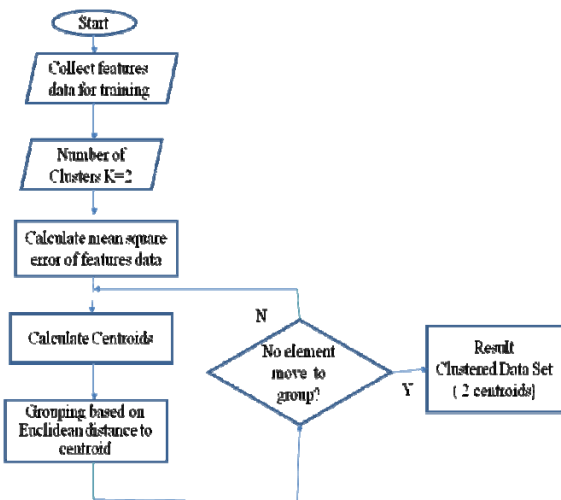 Start
Collect features
data for training
Number of
Clusters K=2
Calculate mean square
error of features data
Calculate Centroids
Grouping based on
Euclidean distance to
centroid
N
No element
move to
group?
Y
Result
Clustered Data Set
( 2 centroids)